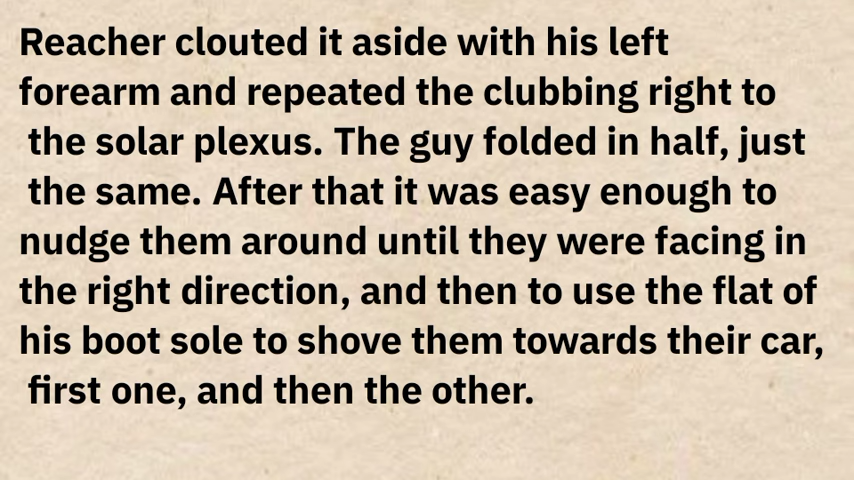 Reacher clouted it aside with his left
forearm and repeated the clubbing right to
the solar plexus. The guy folded in half, just
the same. After that it was easy enough to
nudge them around until they were facing in
the right direction, and then to use the flat of
his boot sole to shove them towards their car,
first one, and then the other.